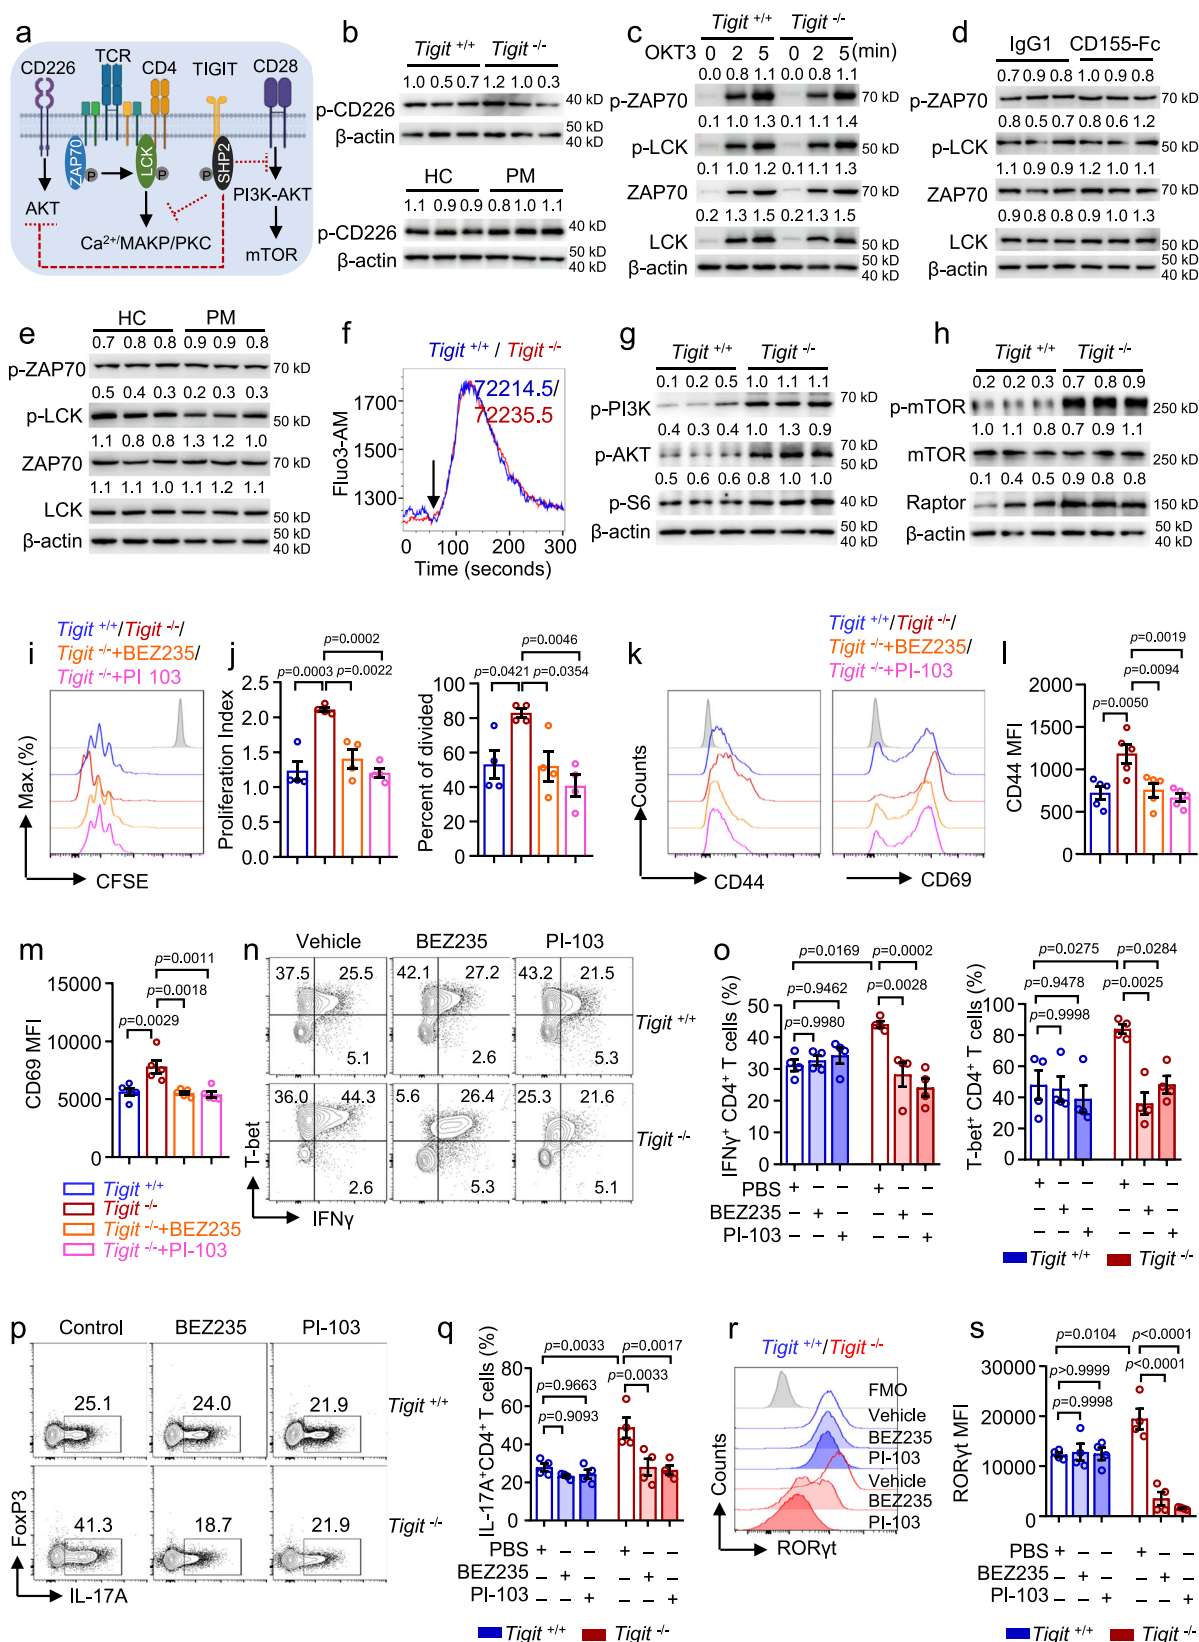 a
CD226
TCR
CD4
TIGIT
CD28
ZAP70
P
LCK
P
P
SHP2
AKT
PI3K-AKT
Ca2+/MAKP/PKC
mTOR
b
Tigit +/+ Tigit -/-
1.0 0.5 0.7 1.2 1.0 0.3
p-CD226 40 kD
β-actin 50 kD
40 kD
HC PM
1.1 0.9 0.9 0.8 1.0 1.1
p-CD226 40 kD
β-actin 50 kD
40 kD
c
Tigit +/+ Tigit -/-
OKT3 0 2 5 0 2 5 (min)
0.0 0.8 1.1 0.0 0.8 1.1
p-ZAP70 70 kD
0.1 1.0 1.3 0.1 1.1 1.4
p-LCK 50 kD
0.1 1.0 1.2 0.1 1.1 1.3
ZAP70 70 kD
0.2 1.3 1.5 0.2 1.3 1.5
LCK 50 kD
β-actin 50 kD
40 kD
d
IgG1 CD155-Fc
0.7 0.9 0.8 1.0 0.9 0.8
p-ZAP70 70 kD
0.8 0.5 0.7 0.8 0.6 1.2
p-LCK 50 kD
1.1 0.9 0.9 1.2 1.0 1.1
ZAP70 70 kD
0.9 0.8 0.8 0.9 1.0 1.3
LCK 50 kD
β-actin 50 kD
40 kD
e
HC PM
0.7 0.8 0.8 0.9 0.9 0.8
p-ZAP70 70 kD
0.5 0.4 0.3 0.2 0.3 0.3
p-LCK 50 kD
1.1 0.8 0.8 1.3 1.2 1.0
ZAP70 70 kD
1.1 1.1 1.0 1.1 1.2 1.1
LCK 50 kD
β-actin 50 kD
40 kD
f
Tigit +/+ / Tigit -/-
72214.5/
72235.5
1700
1500
1300
Fluo3-AM
0 100 200 300
Time (seconds)
g
Tigit +/+ Tigit -/-
0.1 0.2 0.5 1.0 1.1 1.1
p-PI3K 70 kD
0.4 0.3 0.4 1.0 1.3 0.9
p-AKT 70 kD
50 kD
0.5 0.6 0.6 0.8 1.0 1.0
p-S6 40 kD
β-actin 50 kD
40 kD
h
Tigit +/+ Tigit -/-
0.2 0.2 0.3 0.7 0.8 0.9
p-mTOR 250 kD
1.0 1.1 0.8 0.7 0.9 1.1
mTOR 250 kD
0.1 0.4 0.5 0.9 0.8 0.8
Raptor 150 kD
β-actin 50 kD
40 kD
i
Tigit +/+/Tigit -/-/
Tigit -/-+BEZ235/
Tigit -/-+PI 103
Max.(%)
CFSE
j
p=0.0002
p=0.0003 p=0.0022
2.5
2.0
1.5
1.0
0.5
0.0
Proliferation Index
p=0.0046
p=0.0421 p=0.0354
100
80
60
40
20
0
Percent of divided
k
Tigit +/+/Tigit -/-/
Tigit -/-+BEZ235/
Tigit -/-+PI-103
Counts
CD44
CD69
l
p=0.0019
p=0.0094
p=0.0050
2000
1500
1000
500
0
CD44 MFI
m
p=0.0011
p=0.0018
p=0.0029
15000
10000
5000
0
CD69 MFI
Tigit +/+
Tigit -/-
Tigit -/-+BEZ235
Tigit -/-+PI-103
n
Vehicle BEZ235 PI-103
37.5 25.5 42.1 27.2 43.2 21.5
Tigit +/+
5.1 2.6 5.3
36.0 44.3 5.6 26.4 25.3 21.6
Tigit -/-
2.6 5.3 5.1
T-bet
IFNγ
o
p=0.0169 p=0.0002
p=0.9462 p=0.0028
p=0.9980
50
40
30
20
10
0
IFNγ+ CD4+ T cells (%)
PBS + – – + – –
BEZ235 – + – – + –
PI-103 – – + – – +
p=0.0275 p=0.0284
p=0.9478 p=0.0025
p=0.9998
100
80
60
40
20
0
T-bet+ CD4+ T cells (%)
+ – – + – –
– + – – + –
– – + – – +
Tigit +/+ Tigit -/-
p
Control BEZ235 PI-103
25.1 24.0 21.9
Tigit +/+
41.3 18.7 21.9
Tigit -/-
FoxP3
IL-17A
q
p=0.0033 p=0.0017
p=0.9663 p=0.0033
p=0.9093
80
60
40
20
0
IL-17A+CD4+ T cells (%)
PBS + – – + – –
BEZ235 – + – – + –
PI-103 – – + – – +
Tigit +/+ Tigit -/-
r
Tigit +/+/Tigit -/-
FMO
Vehicle
BEZ235
PI-103
Vehicle
BEZ235
PI-103
Counts
RORγt
s
p=0.0104 p<0.0001
p>0.9999 p<0.0001
p=0.9998
30000
20000
10000
0
RORγt MFI
PBS + – – + – –
BEZ235 – + – – + –
PI-103 – – + – – +
Tigit +/+ Tigit -/-